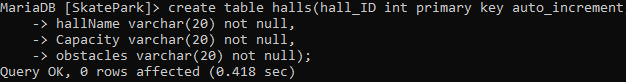 MariaDB [SkatePark]> create table halls(hall_ID int primary key auto_increment
    -> hallName varchar(20) not null,
    -> Capacity varchar(20) not null,
    -> obstacles varchar(20) not null);
Query OK, 0 rows affected (0.418 sec)